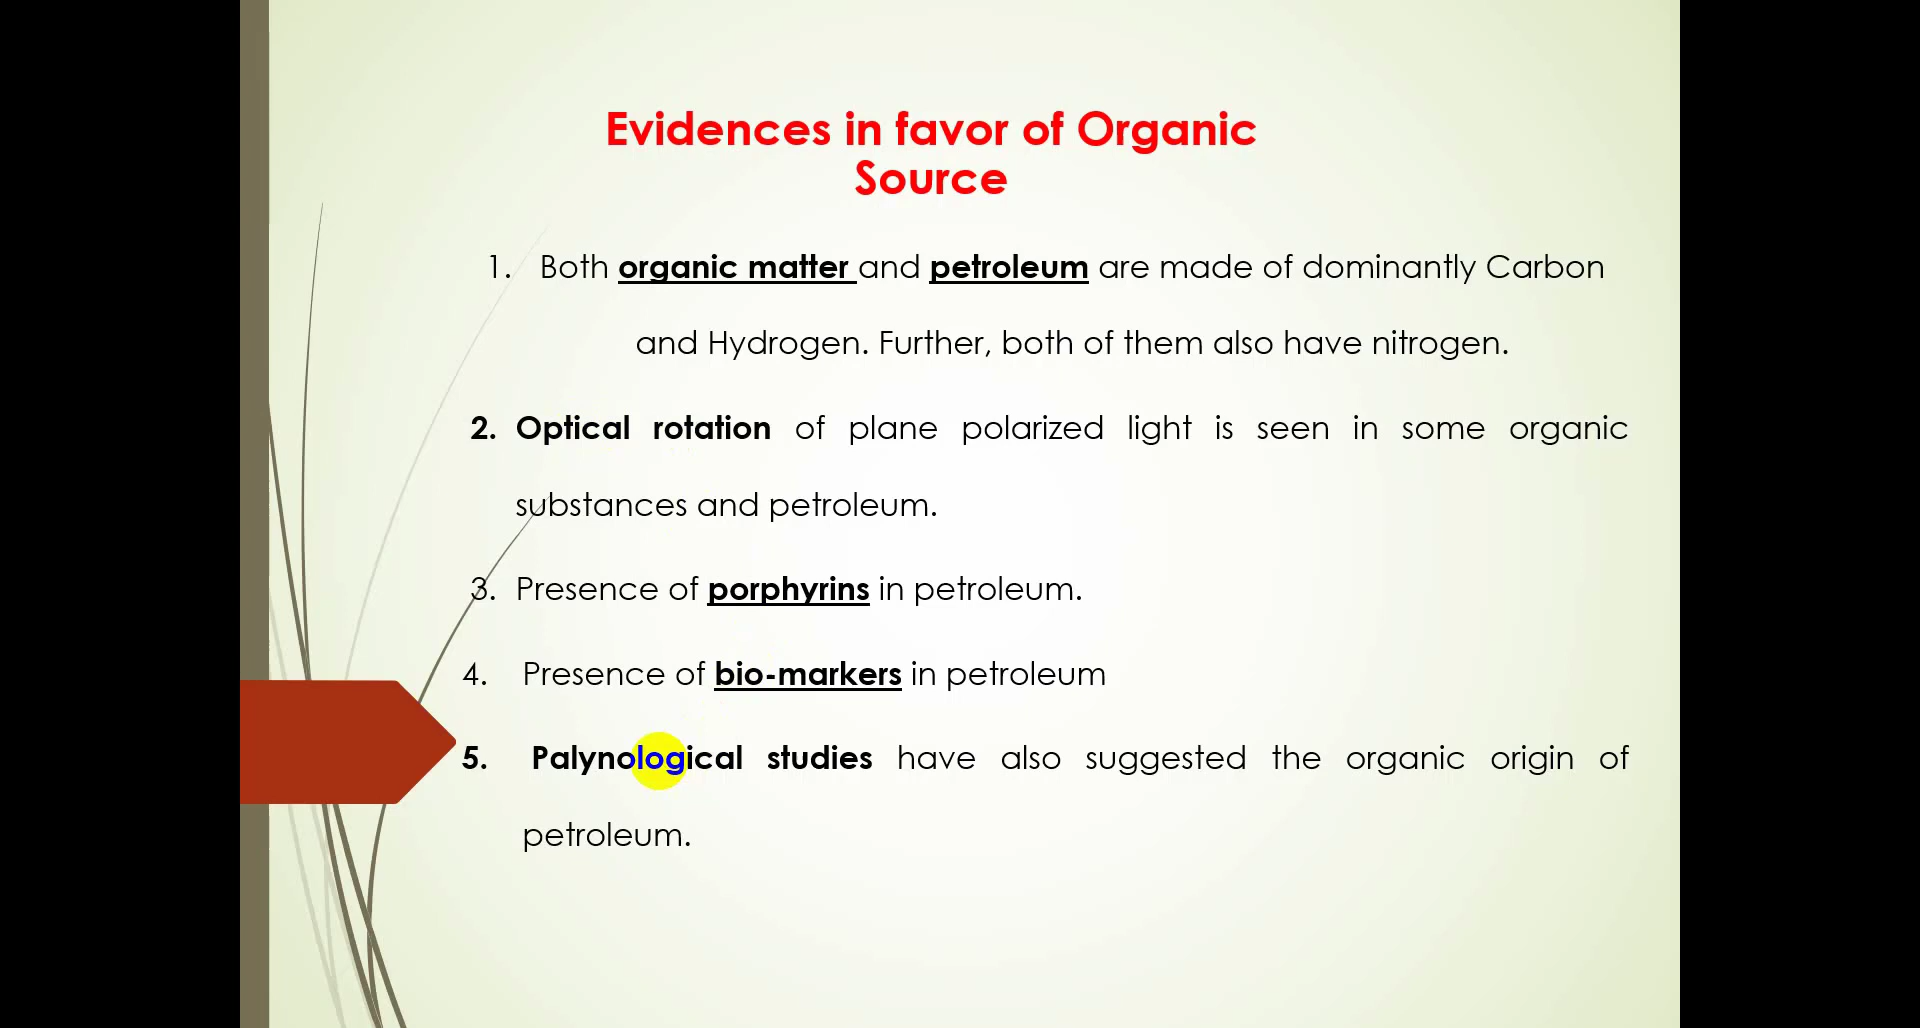 Evidences in favor of Organic
Source
1. Both organic matter and petroleum are made of dominantly Carbon
and Hydrogen. Further, both of them also have nitrogen.
2. Optical rotation of plane polarized light is seen in some organic
substances and petroleum.
3. Presence of porphyrins in petroleum.
4. Presence of bio-markers in petroleum
5. Palynological studies have also suggested the organic origin of
petroleum.